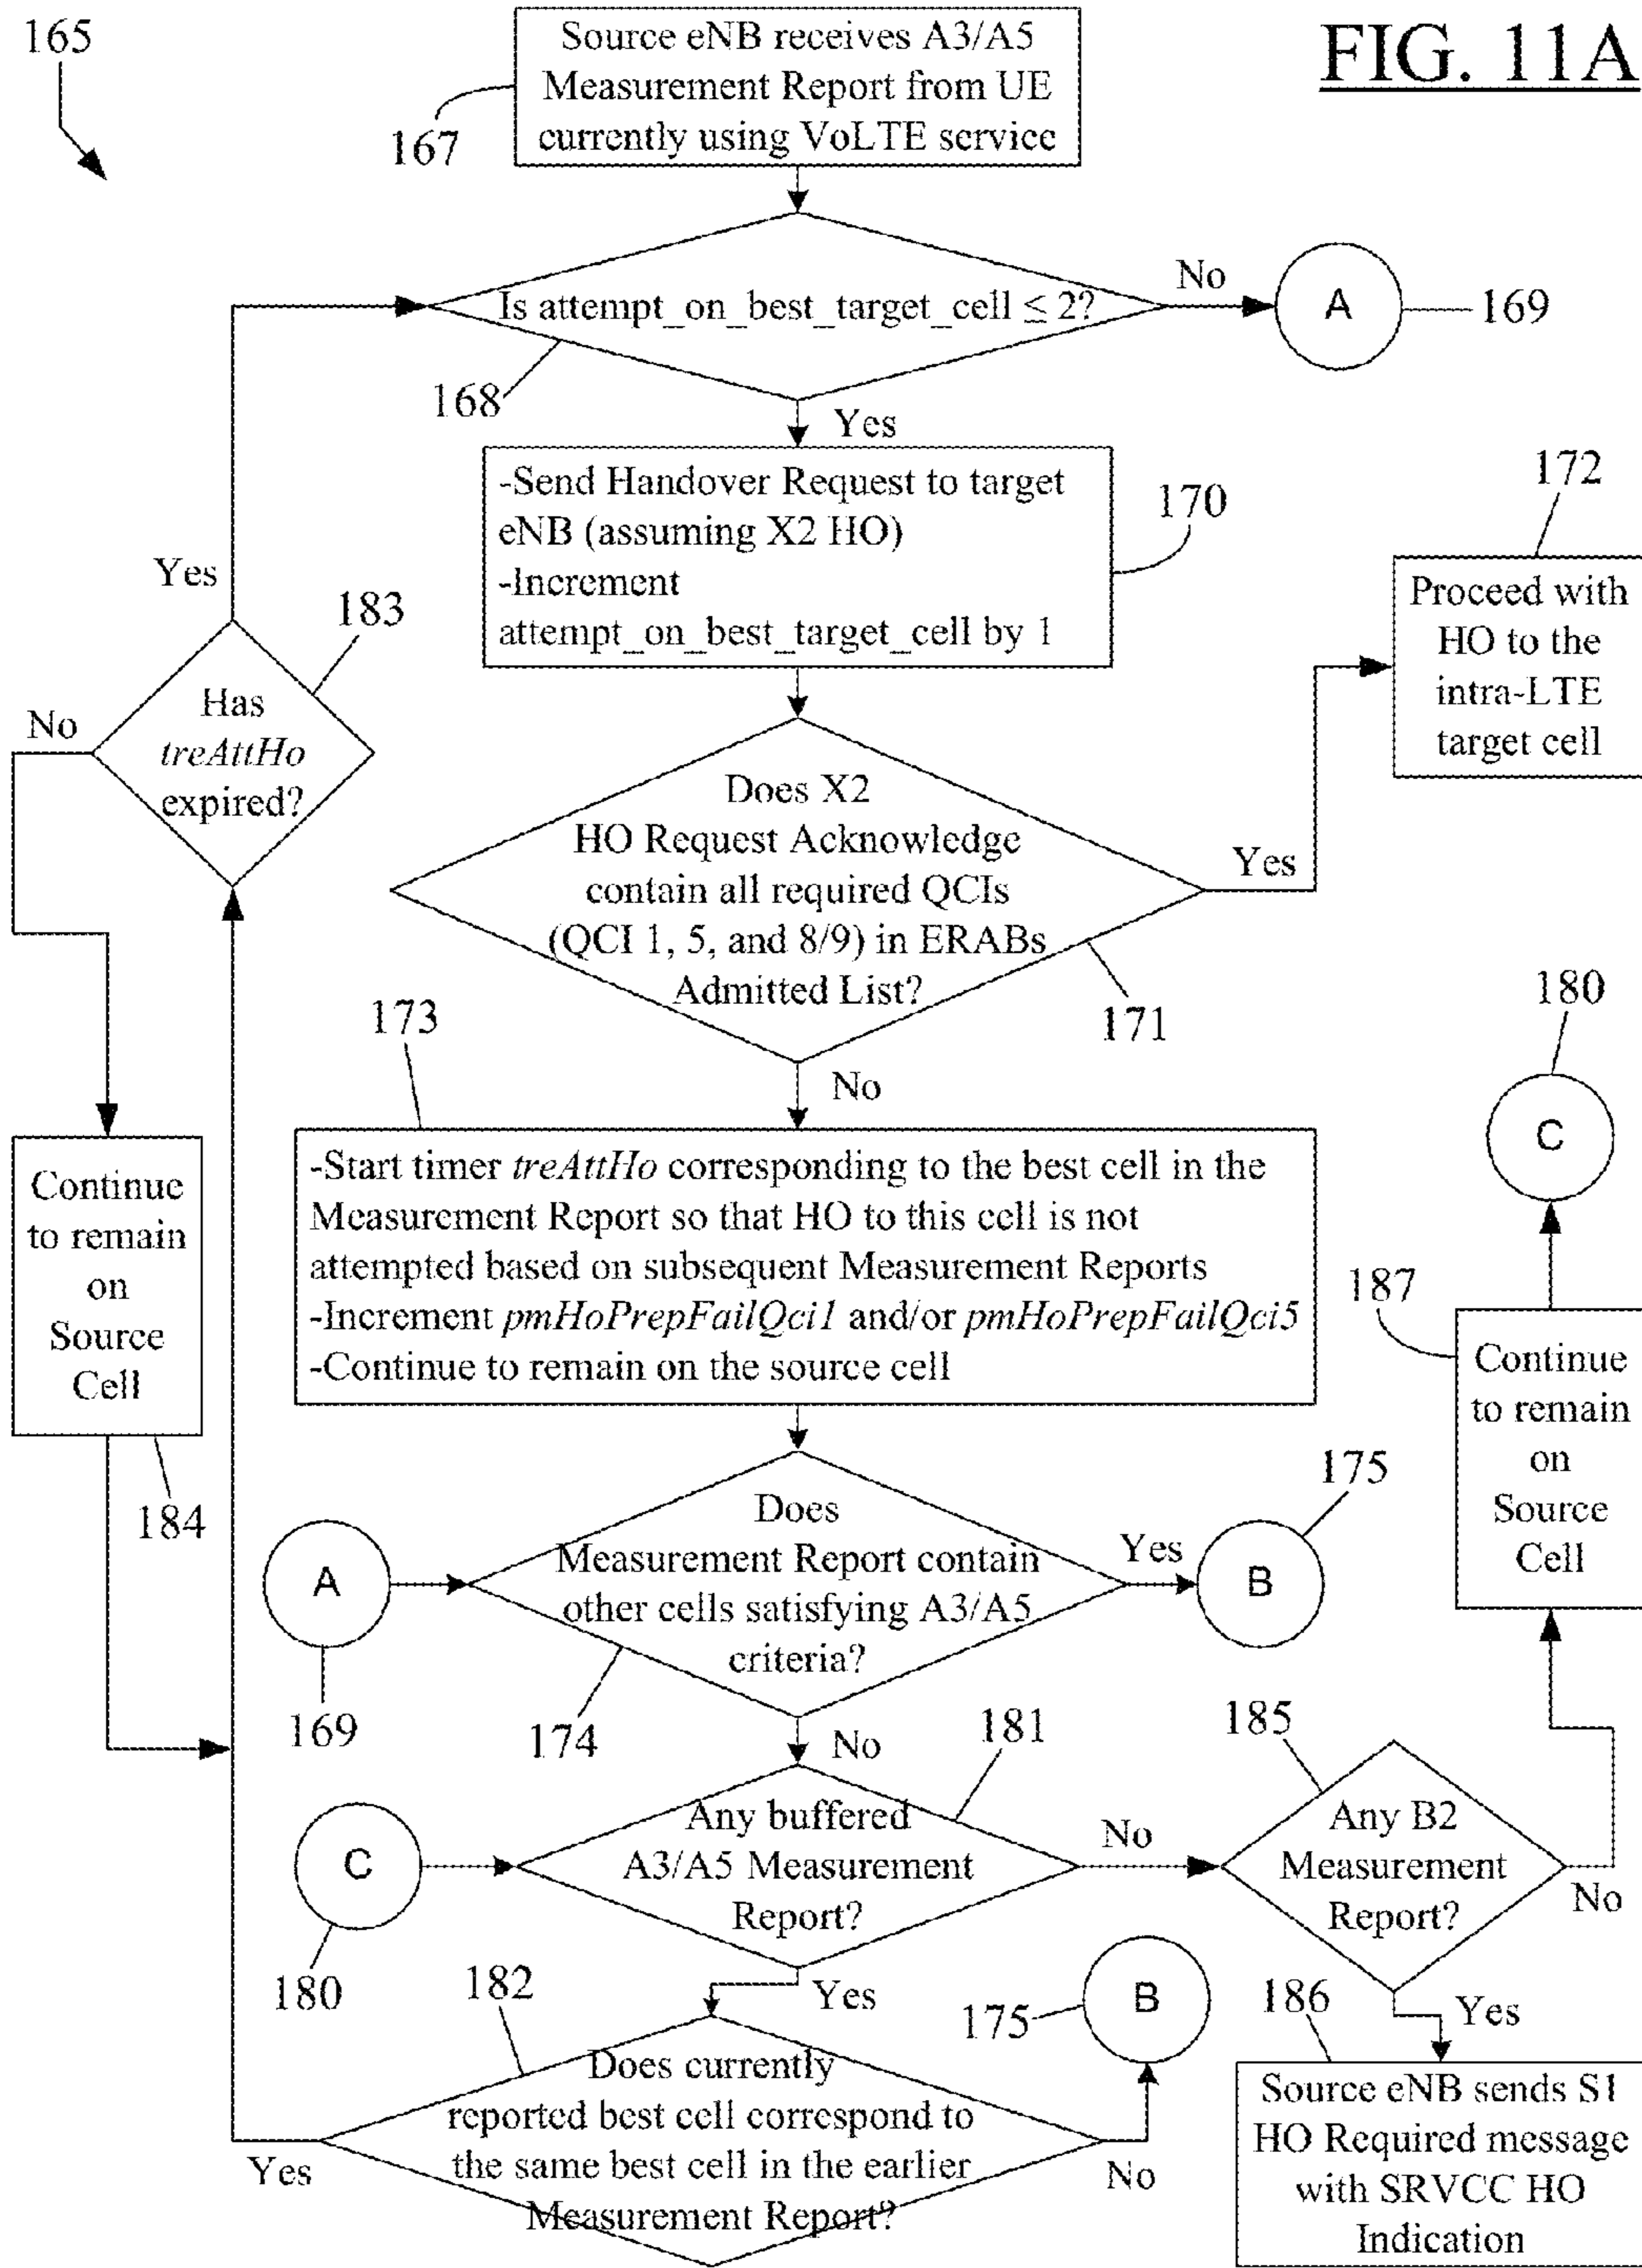 165
FIG. 11A
Source eNB receives A3/A5
Measurement Report from UE
currently using VoLTE service
167
Is attempt_on_best_target_cell ≤ 2?
No
A
169
168
Yes
-Send Handover Request to target
eNB (assuming X2 HO)
-Increment
attempt_on_best_target_cell by 1
170
172
Proceed with
HO to the
intra-LTE
target cell
Yes
183
Has
treAttHo
expired?
No
Does X2
HO Request Acknowledge
contain all required QCIs
(QCI 1, 5, and 8/9) in ERABs
Admitted List?
Yes
171
No
173
-Start timer treAttHo corresponding to the best cell in the
Measurement Report so that HO to this cell is not
attempted based on subsequent Measurement Reports
-Increment pmHoPrepFailQci1 and/or pmHoPrepFailQci5
-Continue to remain on the source cell
180
C
187
Continue
to remain
on
Source
Cell
Continue
to remain
on
Source
Cell
184
A
169
Does
Measurement Report contain
other cells satisfying A3/A5
criteria?
174
Yes
B
175
No
181
185
C
180
Any buffered
A3/A5 Measurement
Report?
No
Any B2
Measurement
Report?
No
Yes
182
Does currently
reported best cell correspond to
the same best cell in the earlier
Measurement Report?
Yes
No
175
B
186
Yes
Source eNB sends S1
HO Required message
with SRVCC HO
Indication